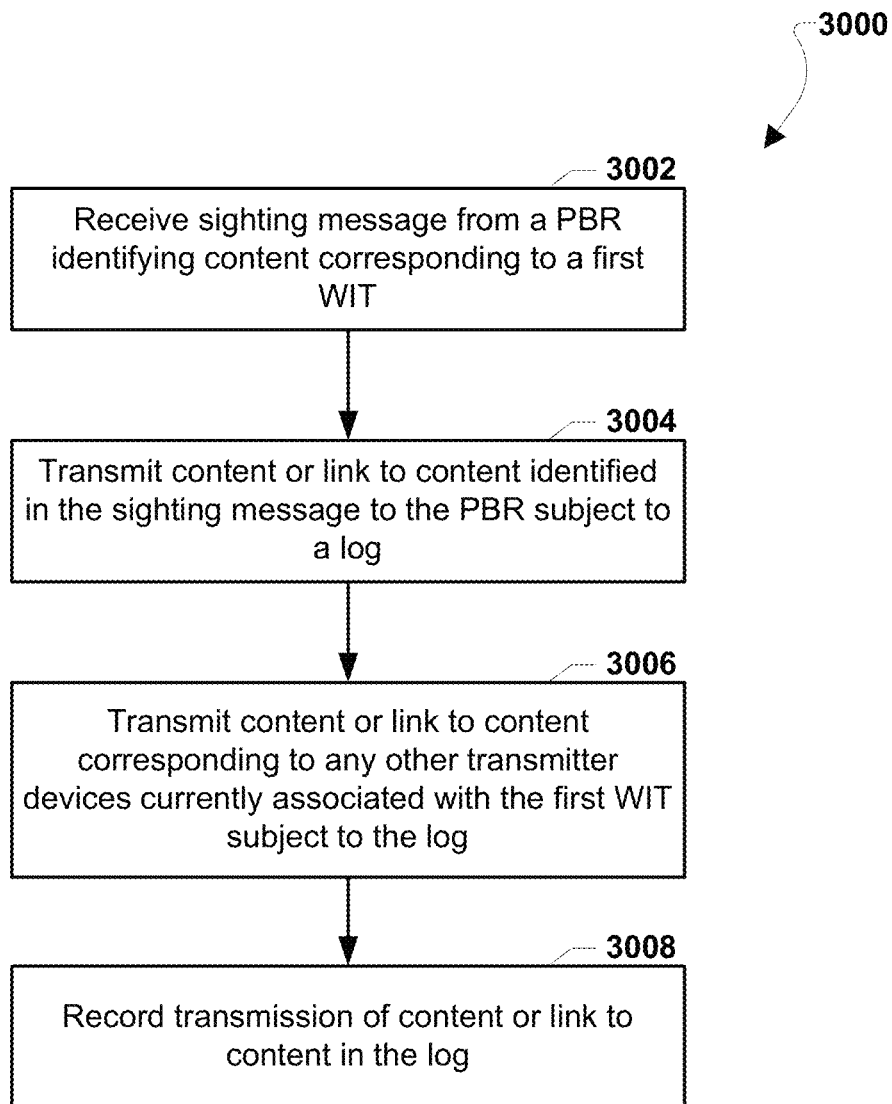 3000
3002
Receive sighting message from a PBR
identifying content corresponding to a first
WIT
3004
Transmit content or link to content identified
in the sighting message to the PBR subject to
a log
3006
Transmit content or link to content
corresponding to any other transmitter
devices currently associated with the first WIT
subject to the log
3008
Record transmission of content or link to
content in the log